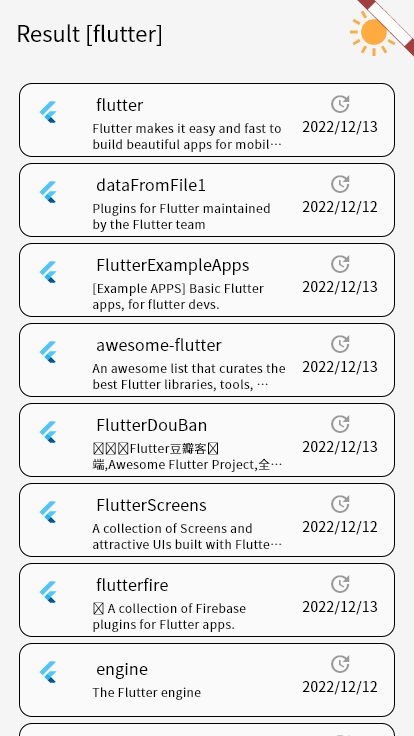 Result [flutter]
flutter
Flutter makes it easy and fast to
build beautiful apps for mobil…
2022/12/13
dataFromFile1
Plugins for Flutter maintained
by the Flutter team
2022/12/12
FlutterExampleApps
[Example APPS] Basic Flutter
apps, for flutter devs.
2022/12/13
awesome-flutter
An awesome list that curates the
best Flutter libraries, tools, …
2022/12/13
FlutterDouBan
Flutter豆瓣客
端,Awesome Flutter Project,全…
2022/12/13
FlutterScreens
A collection of Screens and
attractive UIs built with Flutte…
2022/12/12
flutterfire
A collection of Firebase
plugins for Flutter apps.
2022/12/13
engine
The Flutter engine
2022/12/12